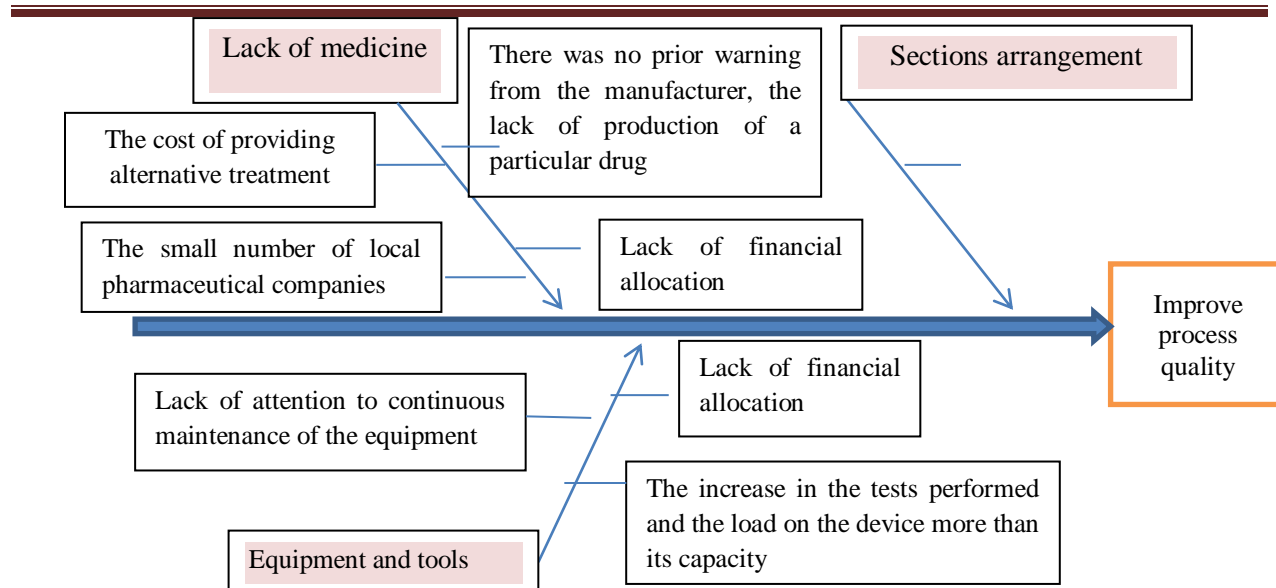 Lack of medicine
There was no prior warning
from the manufacturer, the
lack of production of a
particular drug
Sections arrangement
The cost of providing
alternative treatment
The small number of local
pharmaceutical companies
Lack of financial
allocation
Improve
process
quality
Lack of financial
allocation
Lack of attention to continuous
maintenance of the equipment
The increase in the tests performed
and the load on the device more than
its capacity
Equipment and tools